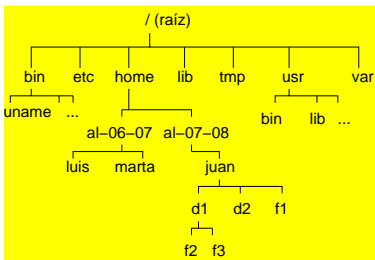 / (raíz)
bin etc home lib tmp usr var
uname ... bin lib ...
al–06–07 al–07–08
luis marta juan
d1 d2 f1
f2 f3